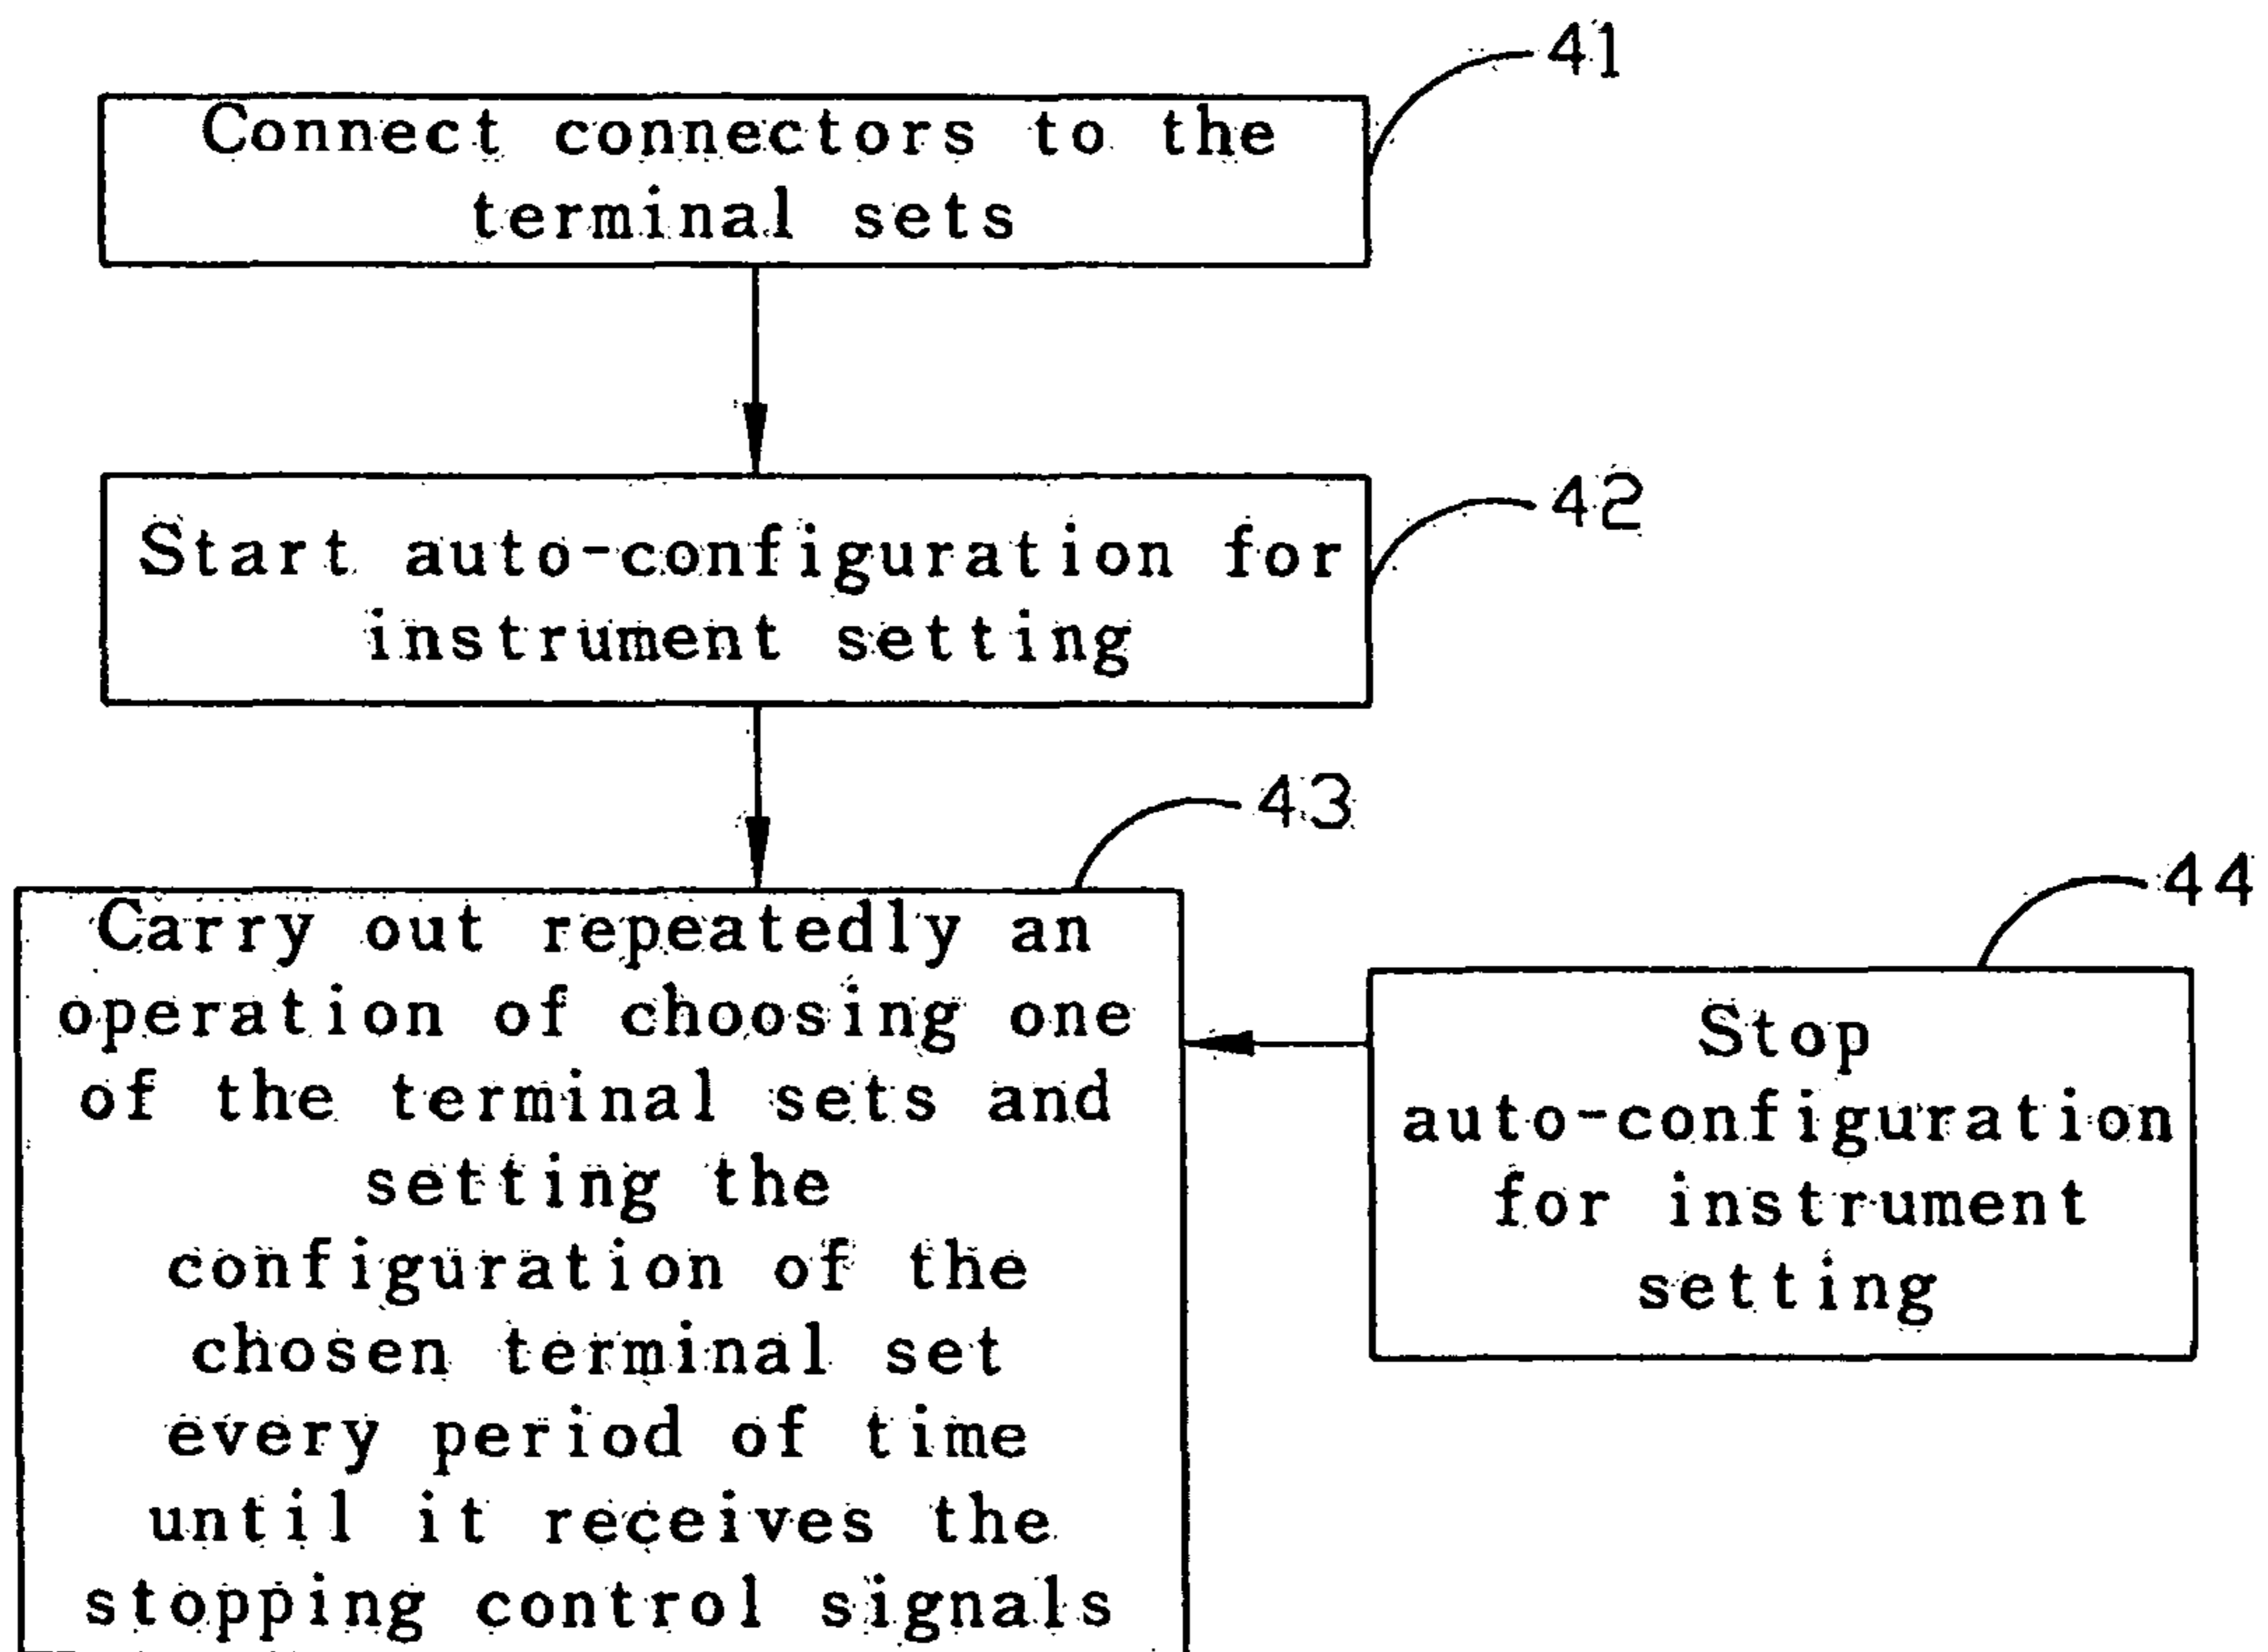 41
Connect connectors to the
terminal sets
42
Start auto-configuration for
instrument setting
43
Carry out repeatedly an
operation of choosing one
of the terminal sets and
setting the
configuration of the
chosen terminal set
every period of time
until it receives the
stopping control signals
44
Stop
auto-configuration
for instrument
setting